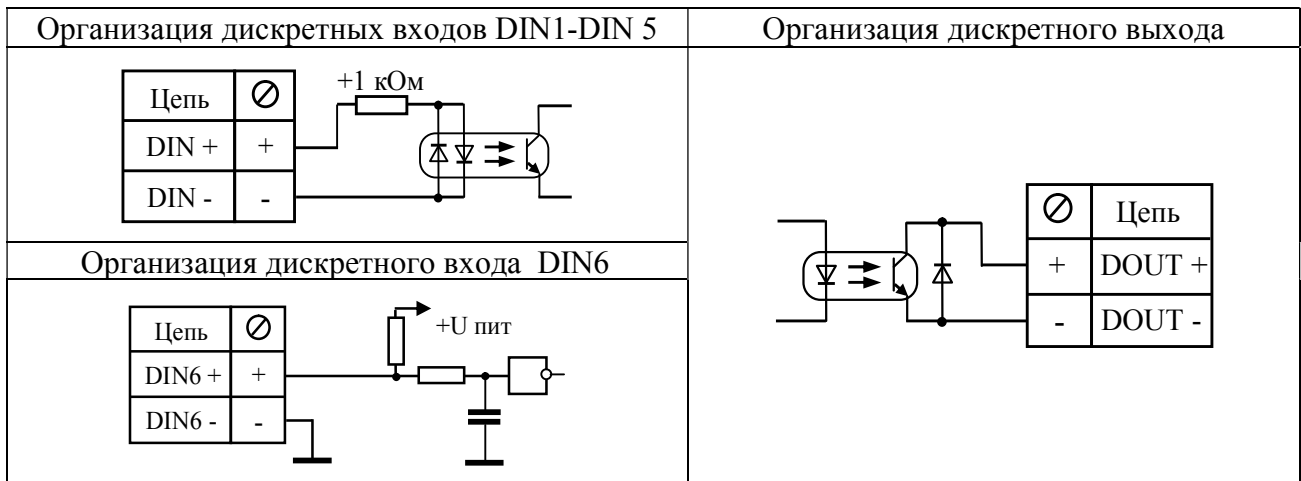 Организация дискретных входов DIN1-DIN 5
Цепь
+1 кОм
DIN + +
DIN - -
Организация дискретного входа DIN6
Цепь
+U пит
DIN6 + +
DIN6 - -
Организация дискретного выхода
Цепь
+ DOUT +
- DOUT -